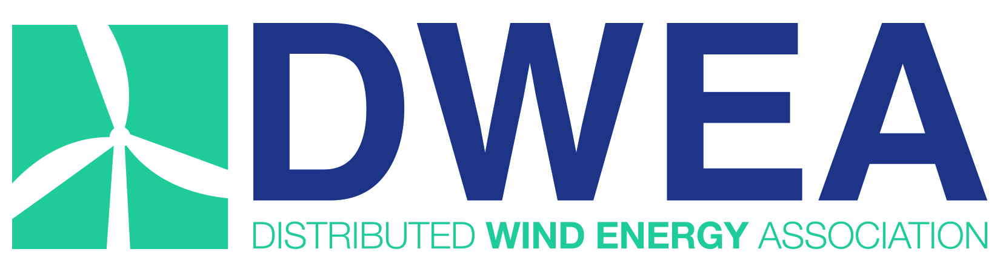 DWEA
DISTRIBUTED WIND ENERGY ASSOCIATION